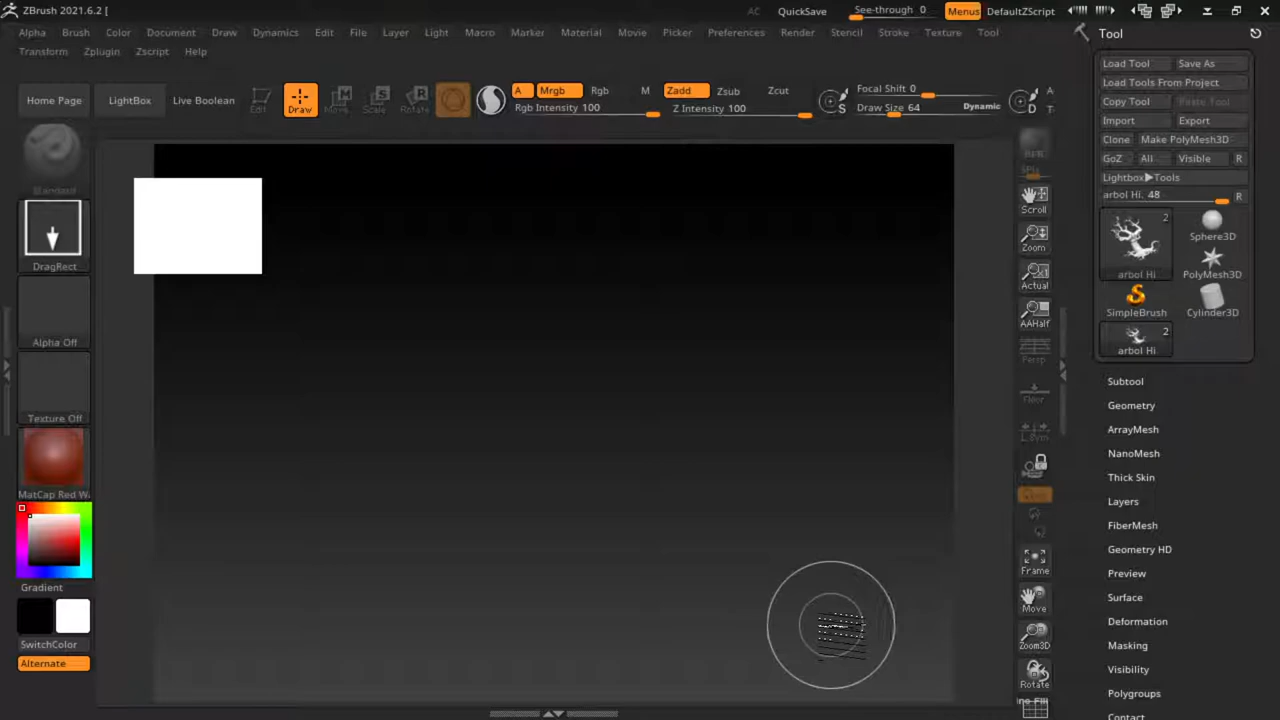 ZBrush 2021.6.2 [
AC QuickSave See-through 0 Menus DefaultZScript
Alpha Brush Color Document Draw Dynamics Edit File Layer Light Macro Marker Material Movie Picker Preferences Render Stencil Stroke Texture Tool
Transform Zplugin Zscript Help
Home Page LightBox Live Boolean Edit Draw Move Scale Rotate
A Mrgb Rgb M Zadd Zsub Zcut
Rgb Intensity 100 Z Intensity 100
Focal Shift 0
Draw Size 64 Dynamic
S D
Standard
DragRect
Alpha Off
Texture Off
MatCap Red W
Gradient
SwitchColor
Alternate
BPR
SPix
Scroll
Zoom
Actual
AAHalf
Persp
Floor
L.Sym
Frame
Move
Zoom3D
Rotate
Tool
Load Tool Save As
Load Tools From Project
Copy Tool Paste Tool
Import Export
Clone Make PolyMesh3D
GoZ All Visible R
Lightbox▶Tools
arbol Hi. 48 R
2
arbol Hi Sphere3D
PolyMesh3D
SimpleBrush Cylinder3D
2
arbol Hi
Subtool
Geometry
ArrayMesh
NanoMesh
Thick Skin
Layers
FiberMesh
Geometry HD
Preview
Surface
Deformation
Masking
Visibility
Polygroups
Contact